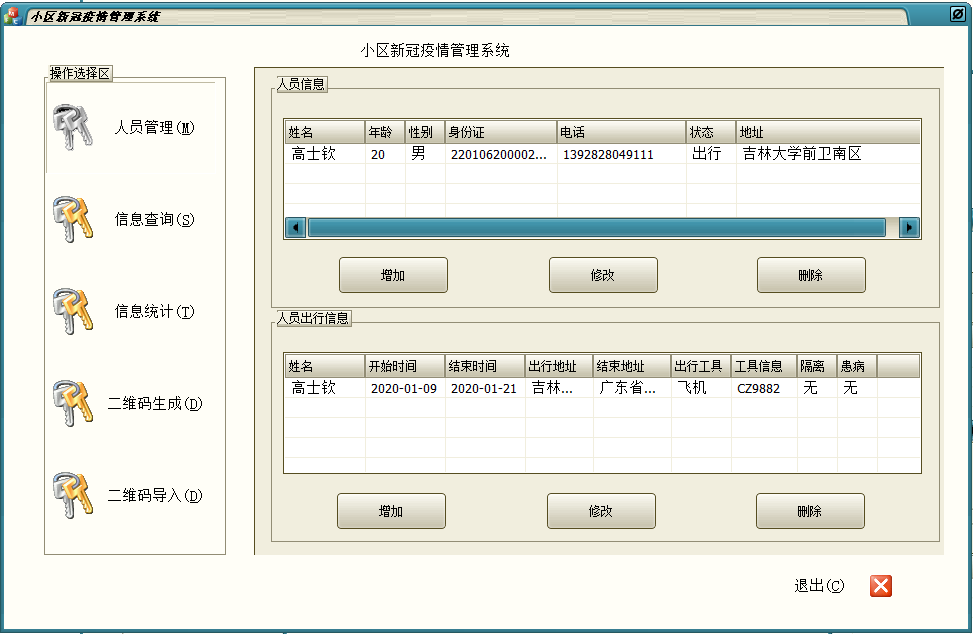 小区新冠疫情管理系统
小区新冠疫情管理系统
操作选择区
人员管理(M)
信息查询(S)
信息统计(T)
二维码生成(D)
二维码导入(D)
人员信息
姓名 年龄 性别 身份证 电话 状态 地址
高士钦 20 男 220106200002... 1392828049111 出行 吉林大学前卫南区
增加 修改 删除
人员出行信息
姓名 开始时间 结束时间 出行地址 结束地址 出行工具 工具信息 隔离 患病
高士钦 2020-01-09 2020-01-21 吉林... 广东省... 飞机 CZ9882 无 无
增加 修改 删除
退出(C)